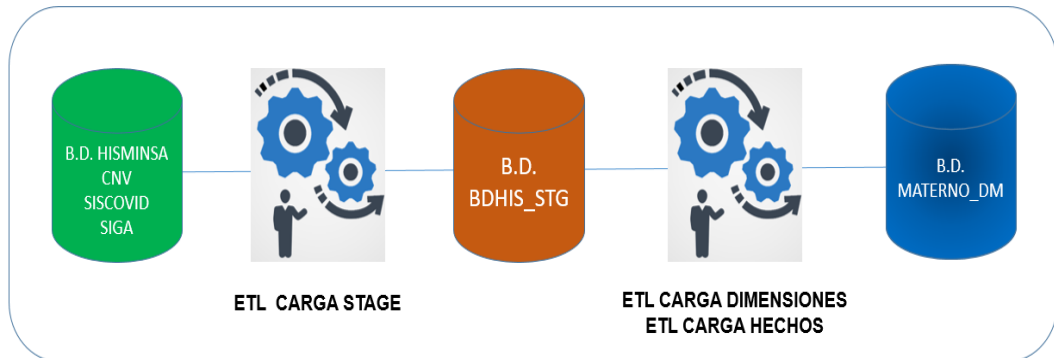 B.D. HISMINSA
CNV
SISCOVID
SIGA
ETL CARGA STAGE
B.D.
BDHIS_STG
ETL CARGA DIMENSIONES
ETL CARGA HECHOS
B.D.
MATERNO_DM